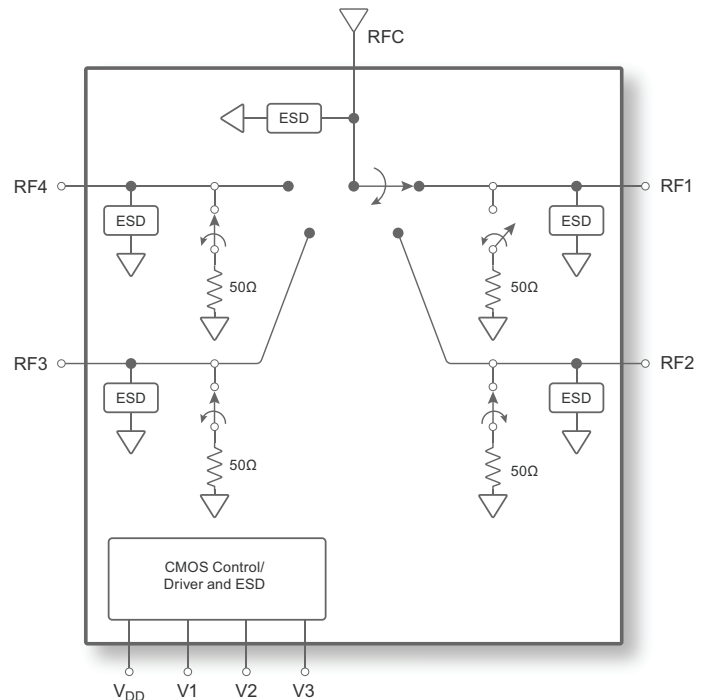 RFC
ESD
RF4
RF1
ESD
ESD
50Ω
50Ω
RF3
RF2
ESD
ESD
50Ω
50Ω
CMOS Control/
Driver and ESD
VDD
V1
V2
V3